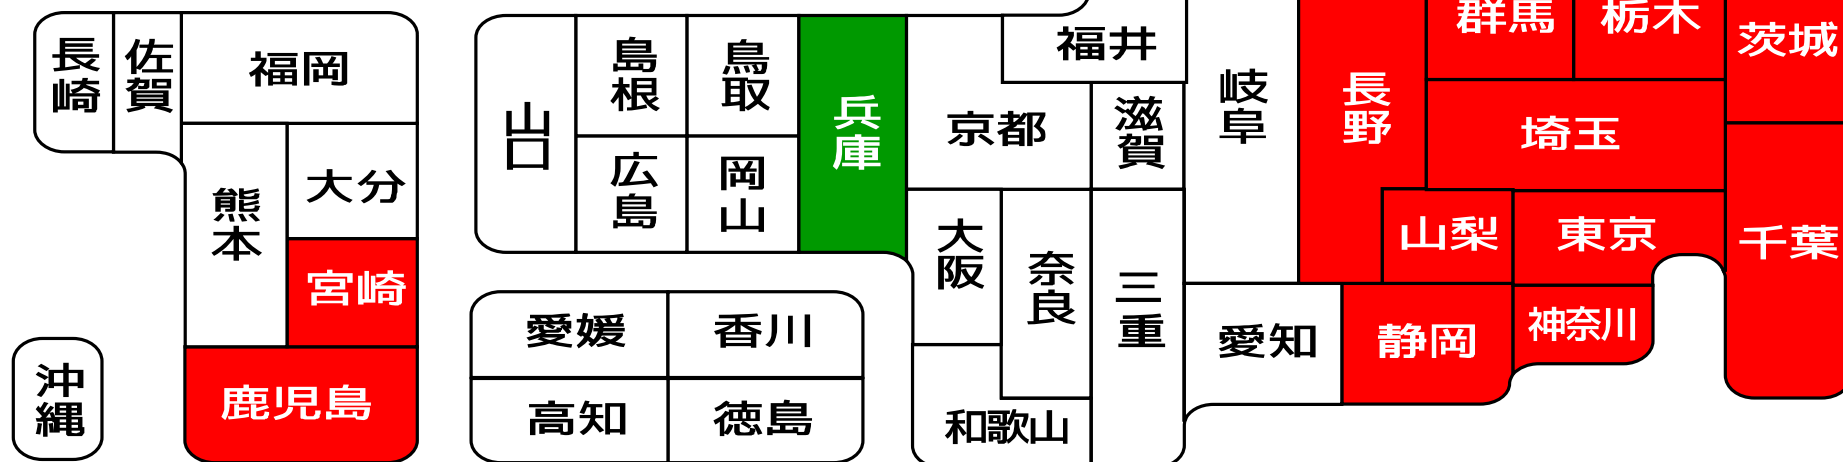 長崎
佐賀
福岡
熊本
大分
宮崎
鹿児島
沖縄
山口
島根
鳥取
広島
岡山
兵庫
愛媛
香川
高知
徳島
福井
京都
滋賀
大阪
奈良
三重
和歌山
岐阜
愛知
長野
静岡
群馬
栃木
茨城
埼玉
山梨
東京
千葉
神奈川